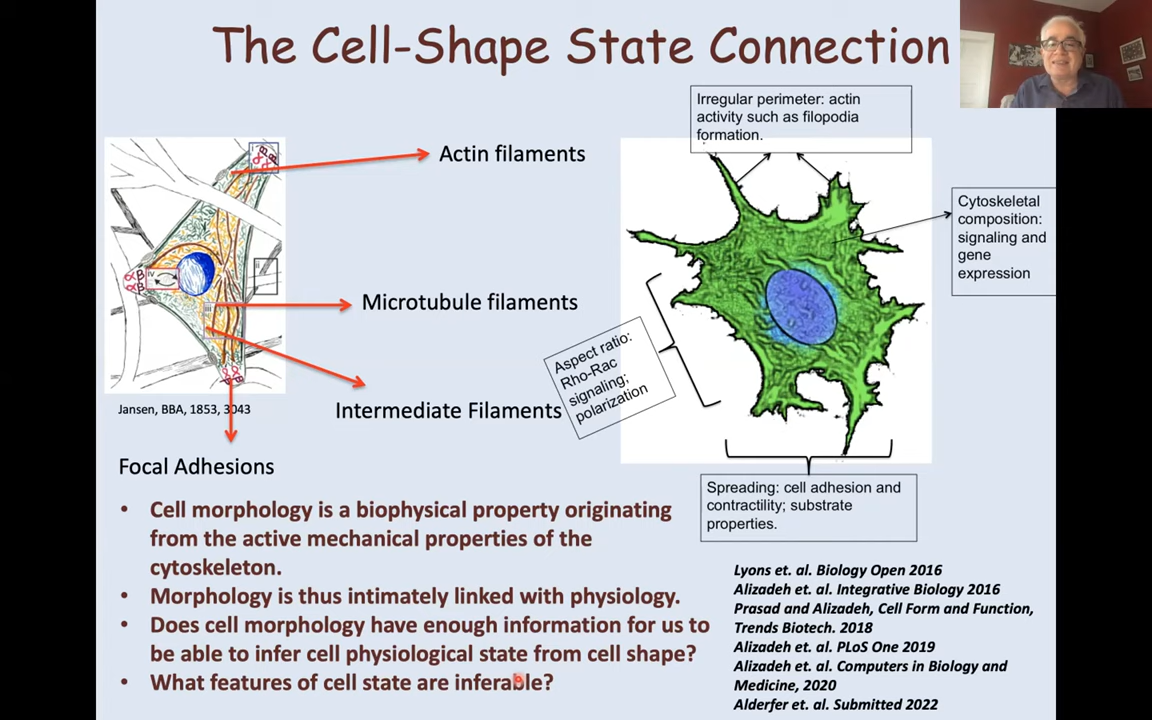 The Cell-Shape State Connection
Irregular perimeter: actin
activity such as filopodia
formation.
Actin filaments
Cytoskeletal
composition:
signaling and
gene
expression
Microtubule filaments
Aspect ratio:
Rho-Rac
signaling;
polarization
Intermediate Filaments
Jansen, BBA, 1853, 3043
Focal Adhesions
Spreading: cell adhesion and
contractility; substrate
properties.
• Cell morphology is a biophysical property originating
from the active mechanical properties of the
cytoskeleton.
• Morphology is thus intimately linked with physiology.
• Does cell morphology have enough information for us to
be able to infer cell physiological state from cell shape?
• What features of cell state are inferable?
Lyons et. al. Biology Open 2016
Alizadeh et. al. Integrative Biology 2016
Prasad and Alizadeh, Cell Form and Function,
Trends Biotech. 2018
Alizadeh et. al. PLoS One 2019
Alizadeh et. al. Computers in Biology and
Medicine, 2020
Alderfer et. al. Submitted 2022